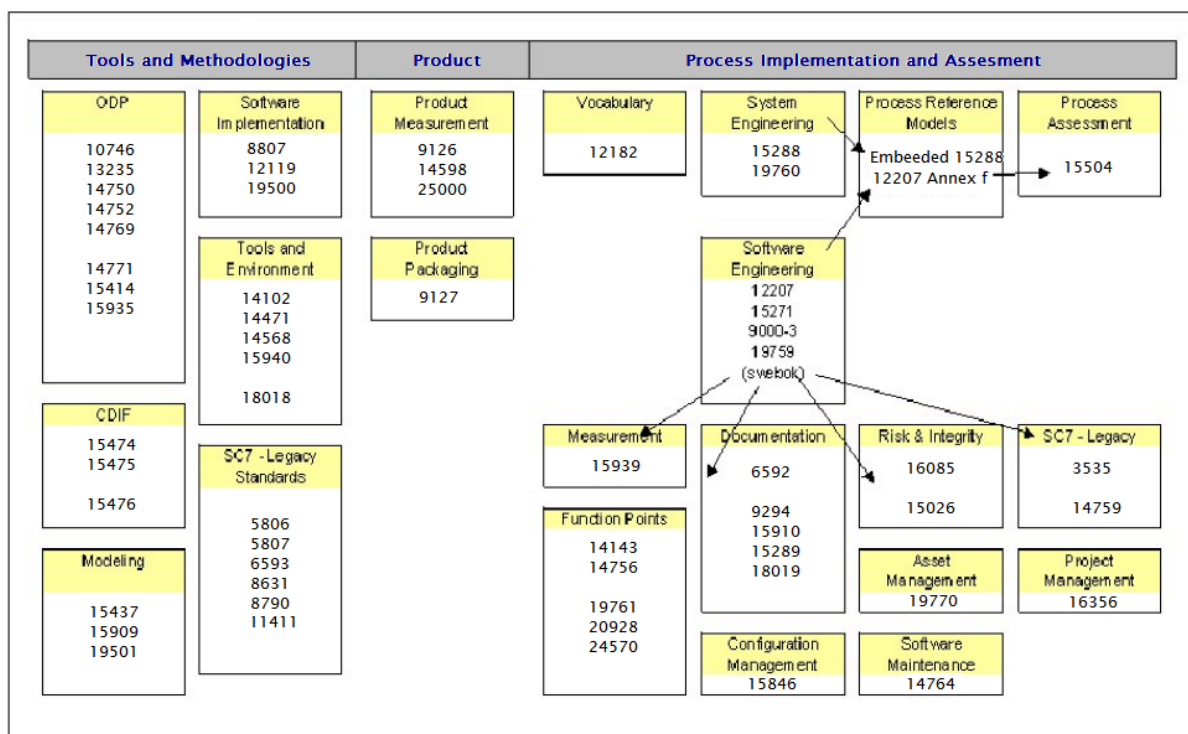 Tools and Methodologies
Product
Process Implementation and Assesment
ODP
10746
13235
14750
14752
14769
14771
15414
15935
CDIF
15474
15475
15476
Modeling
15437
15909
19501
Software
Implementation
8807
12119
19500
Tools and
Environment
14102
14471
14568
15940
18018
SC7 - Legacy
Standards
5806
5807
6593
8631
8790
11411
Product
Measurement
9126
14598
25000
Product
Packaging
9127
Vocabulary
12182
System
Engineering
15288
19760
Process Reference
Models
Embeeded 15288
12207 Annex f
Process
Assessment
15504
Software
Engineering
12207
15271
9000-3
19759
(swebok)
Measurement
15939
Function Points
14143
14756
19761
20928
24570
Documentation
6592
9294
15910
15289
18019
Configuration
Management
15846
Risk & Integrity
16085
15026
Asset
Management
19770
Software
Maintenance
14764
SC7 - Legacy
3535
14759
Project
Management
16356